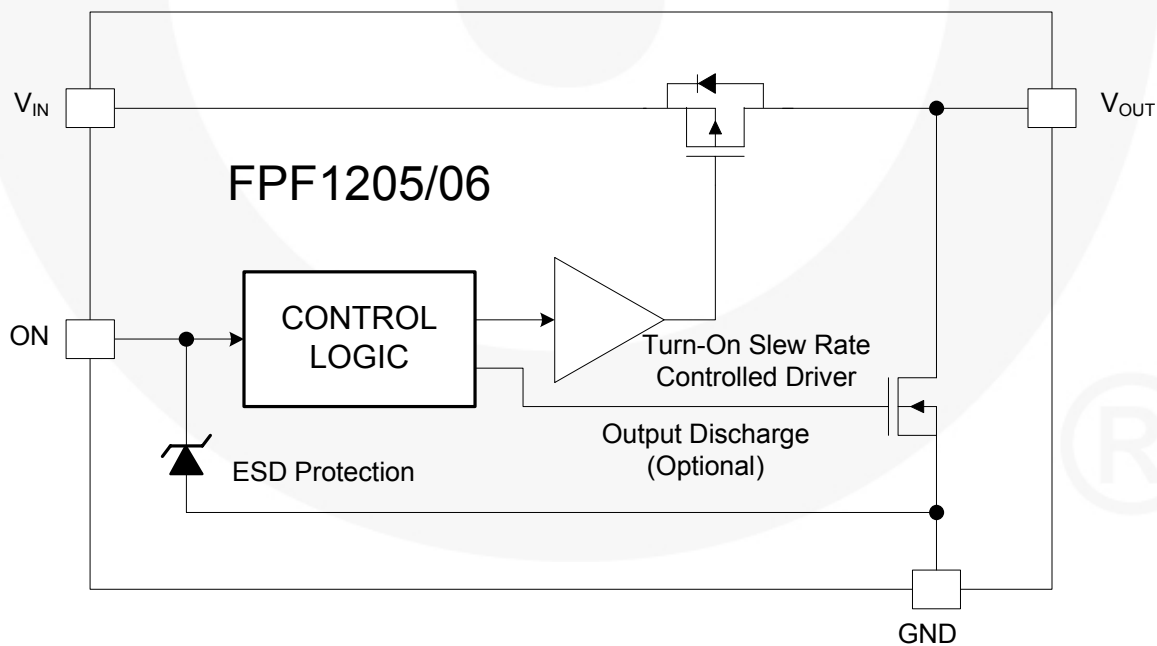 V_IN
V_OUT
FPF1205/06
ON
CONTROL
LOGIC
Turn-On Slew Rate
Controlled Driver
Output Discharge
(Optional)
ESD Protection
GND
®